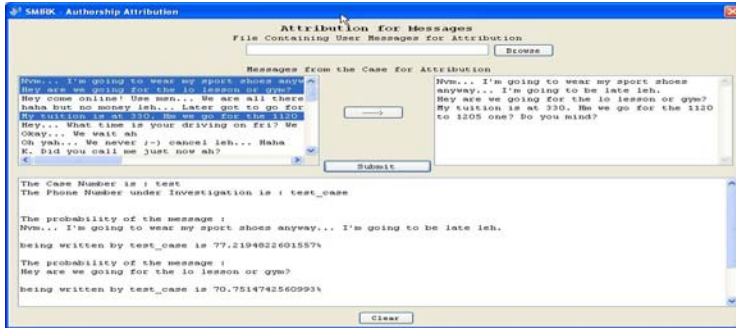 SMIRK - Authorship Attribution
Attribution for Messages
File Containing User Messages for Attribution
Browse
Messages from the Case for Attribution
Nvm... I'm going to wear my sport shoes anyw
Hey are we going for the lo lesson or gym?
Hey come online! Use msn... We are all there
haha but no money leh... Later got to go for
My tuition is at 330. Hm we go for the 1120
Hey... What time is your driving on fri? We
Okay... We wait ah
Oh yah... We never ;-) cancel leh... Haha
K. Did you call me just now ah?
--->
Nvm... I'm going to wear my sport shoes
anyway... I'm going to be late leh.
Hey are we going for the lo lesson or gym?
My tuition is at 330. Hm we go for the 1120
to 1205 one? Do you mind?
Submit
The Case Number is : test
The Phone Number under Investigation is : test_case
The probability of the message :
Nvm... I'm going to wear my sport shoes anyway... I'm going to be late leh.
being written by test_case is 77.2194822601557%
The probability of the message :
Hey are we going for the lo lesson or gym?
being written by test_case is 70.7514742560993%
Clear